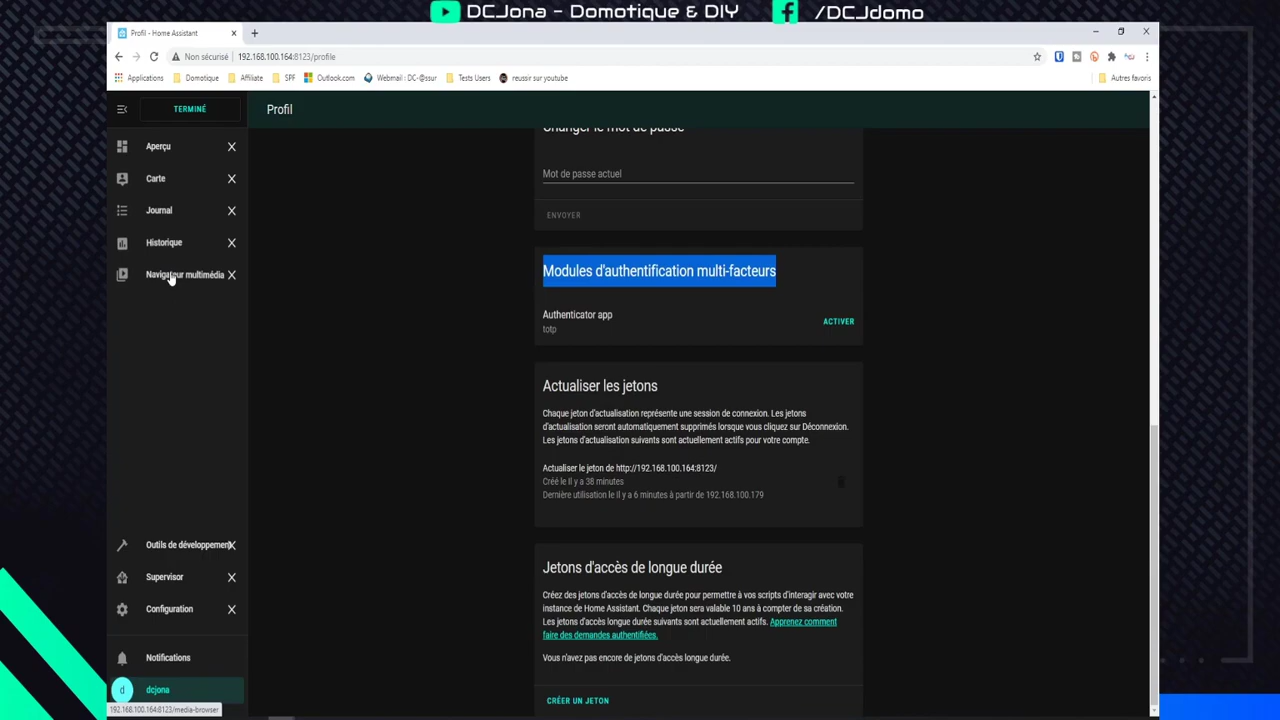 DCJona - Domotique & DIY
/DCJdomo
Profil - Home Assistant
Non sécurisé
192.168.100.164:8123/profile
Applications
Domotique
Affiliate
SPF
Outlook.com
Webmail : DC-@ssur
Tests Users
reussir sur youtube
Autres favoris
TERMINÉ
Profil
Aperçu
Carte
Journal
Historique
Navigateur multimédia
Outils de développement
Supervisor
Configuration
Notifications
d
dcjona
192.168.100.164:8123/media-browser
Changer le mot de passe
Mot de passe actuel
ENVOYER
Modules d'authentification multi-facteurs
Authenticator app
totp
ACTIVER
Actualiser les jetons
Chaque jeton d'actualisation représente une session de connexion. Les jetons
d'actualisation seront automatiquement supprimés lorsque vous cliquez sur Déconnexion.
Les jetons d'actualisation suivants sont actuellement actifs pour votre compte.
Actualiser le jeton de http://192.168.100.164:8123/
Créé le Il y a 38 minutes
Dernière utilisation le Il y a 6 minutes à partir de 192.168.100.179
Jetons d'accès de longue durée
Créez des jetons d'accès de longue durée pour permettre à vos scripts d'interagir avec votre
instance de Home Assistant. Chaque jeton sera valable 10 ans à compter de sa création.
Les jetons d'accès longue durée suivants sont actuellement actifs. Apprenez comment
faire des demandes authentifiées.
Vous n'avez pas encore de jetons d'accès longue durée.
CRÉER UN JETON